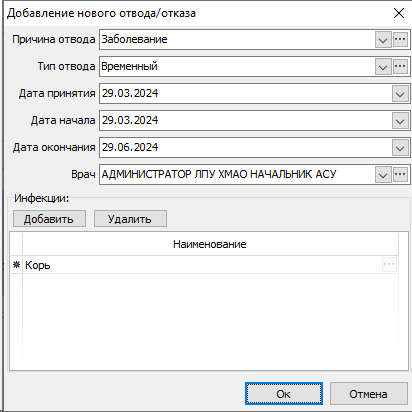 Добавление нового отвода/отказа
Причина отвода Заболевание
Тип отвода Временный
Дата принятия 29.03.2024
Дата начала 29.03.2024
Дата окончания 29.06.2024
Врач АДМИНИСТРАТОР ЛПУ ХМАО НАЧАЛЬНИК АСУ
Инфекции:
Добавить Удалить
Наименование
Корь
Ок Отмена